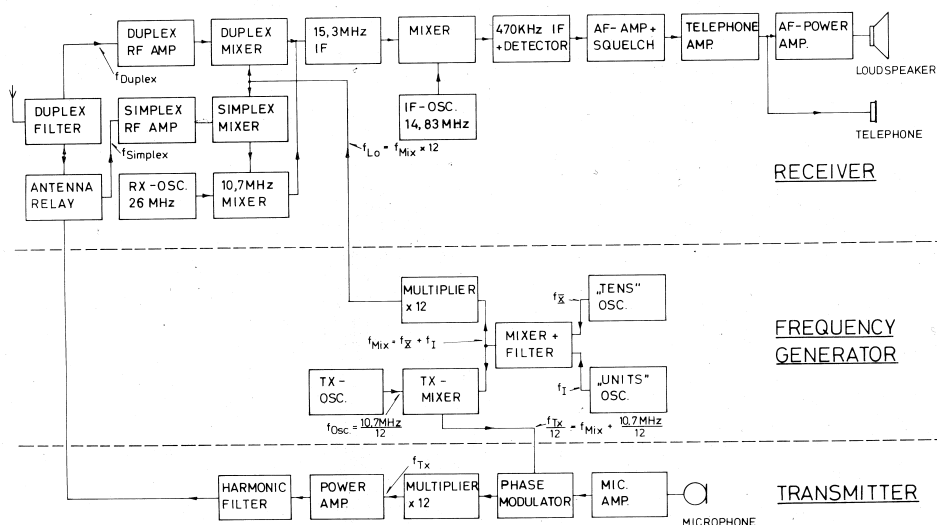 DUPLEX
RF AMP
DUPLEX
MIXER
15,3MHz
IF
MIXER
470KHz IF
+DETECTOR
AF-AMP +
SQUELCH
TELEPHONE
AMP.
AF-POWER
AMP.
LOUDSPEAKER
fDuplex
DUPLEX
FILTER
SIMPLEX
RF AMP
SIMPLEX
MIXER
IF-OSC.
14,83MHz
TELEPHONE
fSimplex
fLo = fMix x 12
ANTENNA
RELAY
RX-OSC.
26 MHz
10,7MHz
MIXER
RECEIVER
MULTIPLIER
x 12
fX
„TENS"
OSC.
fMix = fX + fI
MIXER +
FILTER
FREQUENCY
GENERATOR
TX-
OSC.
TX-
MIXER
fI
„UNITS"
OSC.
fOsc. = 10.7MHz
12
fTx = fMix + 10.7MHz
12 12
fTx
HARMONIC
FILTER
POWER
AMP.
MULTIPLIER
x 12
PHASE
MODULATOR
MIC.
AMP.
TRANSMITTER
MICROPHONE